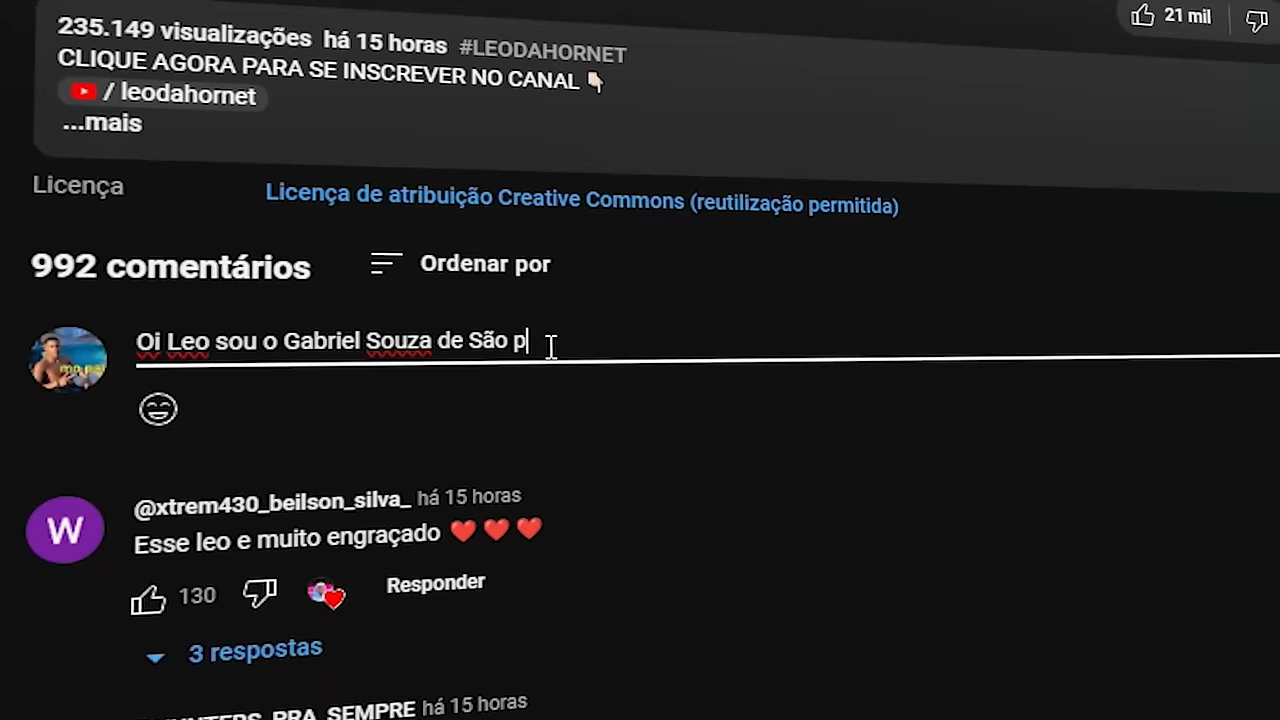 21 mil
235.149 visualizações há 15 horas #LEODAHORNET
CLIQUE AGORA PARA SE INSCREVER NO CANAL 👇🏻
/ leodahornet
...mais
Licença Licença de atribuição Creative Commons (reutilização permitida)
992 comentários Ordenar por
Oi Leo sou o Gabriel Souza de São p
W
@xtrem430_beilson_silva_ há 15 horas
Esse leo e muito engraçado ❤️ ❤️ ❤️
130 Responder
3 respostas
PRA_SEMPRE há 15 horas